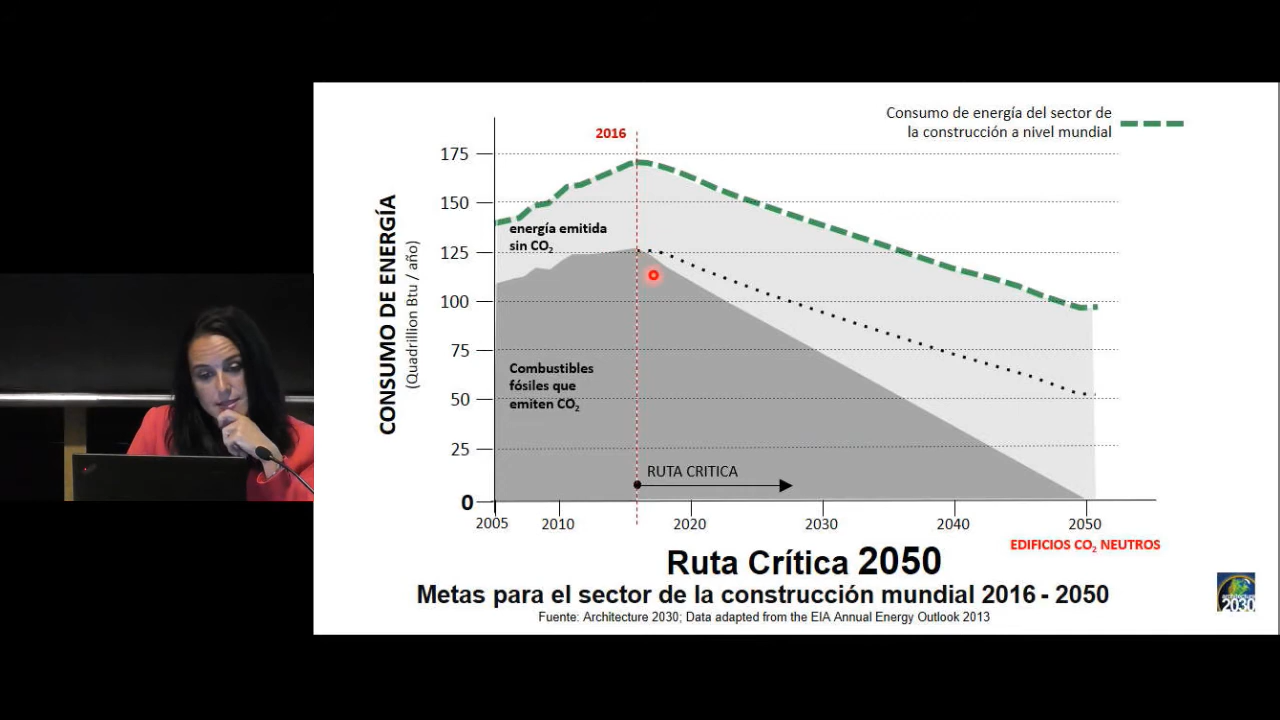 Consumo de energía del sector de
la construcción a nivel mundial
2016
175
150
125
100
75
50
25
0
CONSUMO DE ENERGÍA
(Quadrillion Btu / año)
energía emitida
sin CO₂
Combustibles
fósiles que
emiten CO₂
RUTA CRITICA
2005 2010 2020 2030 2040 2050
EDIFICIOS CO₂ NEUTROS
Ruta Crítica 2050
Metas para el sector de la construcción mundial 2016 - 2050
Fuente: Architecture 2030; Data adapted from the EIA Annual Energy Outlook 2013
ARCHITECTURE
2030